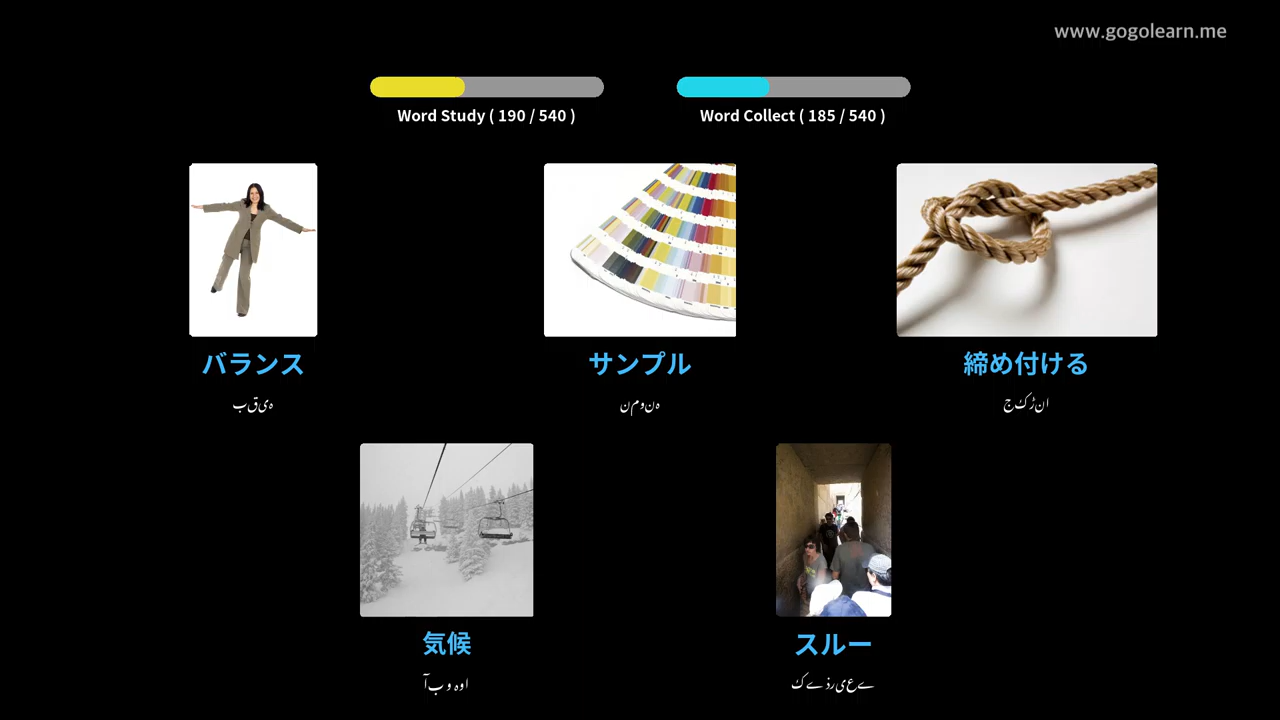 www.gogolearn.me
Word Study ( 190 / 540 )
Word Collect ( 185 / 540 )
バランス
サンプル
締め付ける
بقیہ
نمونہ
جکڑنا
気候
スルー
آب و ہوا
کے ذریعے